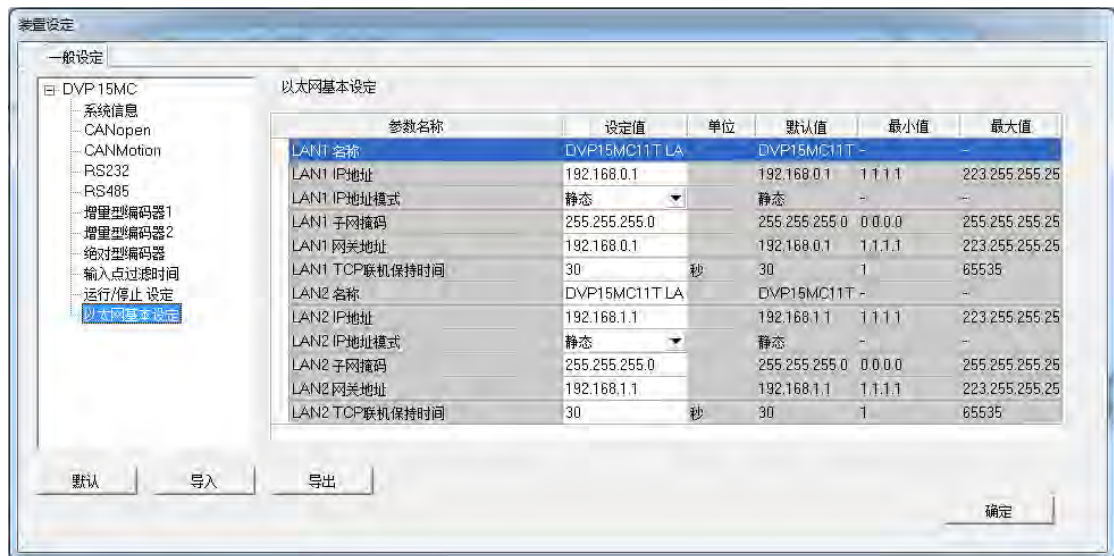 装置设定
一般设定
DVP 15MC
系统信息
CANopen
CANMotion
RS232
RS485
增量型编码器1
增量型编码器2
绝对型编码器
输入点过滤时间
运行/停止 设定
以太网基本设定
以太网基本设定
参数名称 设定值 单位 默认值 最小值 最大值
LAN1 名称 DVP15MC11T LA DVP15MC11T - -
LAN1 IP地址 192.168.0.1 192.168.0.1 1.1.1.1 223.255.255.25
LAN1 IP地址模式 静态 静态 - -
LAN1 子网掩码 255.255.255.0 255.255.255.0 0.0.0.0 255.255.255.25
LAN1 网关地址 192.168.0.1 192.168.0.1 1.1.1.1 223.255.255.25
LAN1 TCP联机保持时间 30 秒 30 1 65535
LAN2 名称 DVP15MC11T LA DVP15MC11T - -
LAN2 IP地址 192.168.1.1 192.168.1.1 1.1.1.1 223.255.255.25
LAN2 IP地址模式 静态 静态 - -
LAN2 子网掩码 255.255.255.0 255.255.255.0 0.0.0.0 255.255.255.25
LAN2 网关地址 192.168.1.1 192.168.1.1 1.1.1.1 223.255.255.25
LAN2 TCP联机保持时间 30 秒 30 1 65535
默认 导入 导出
确定